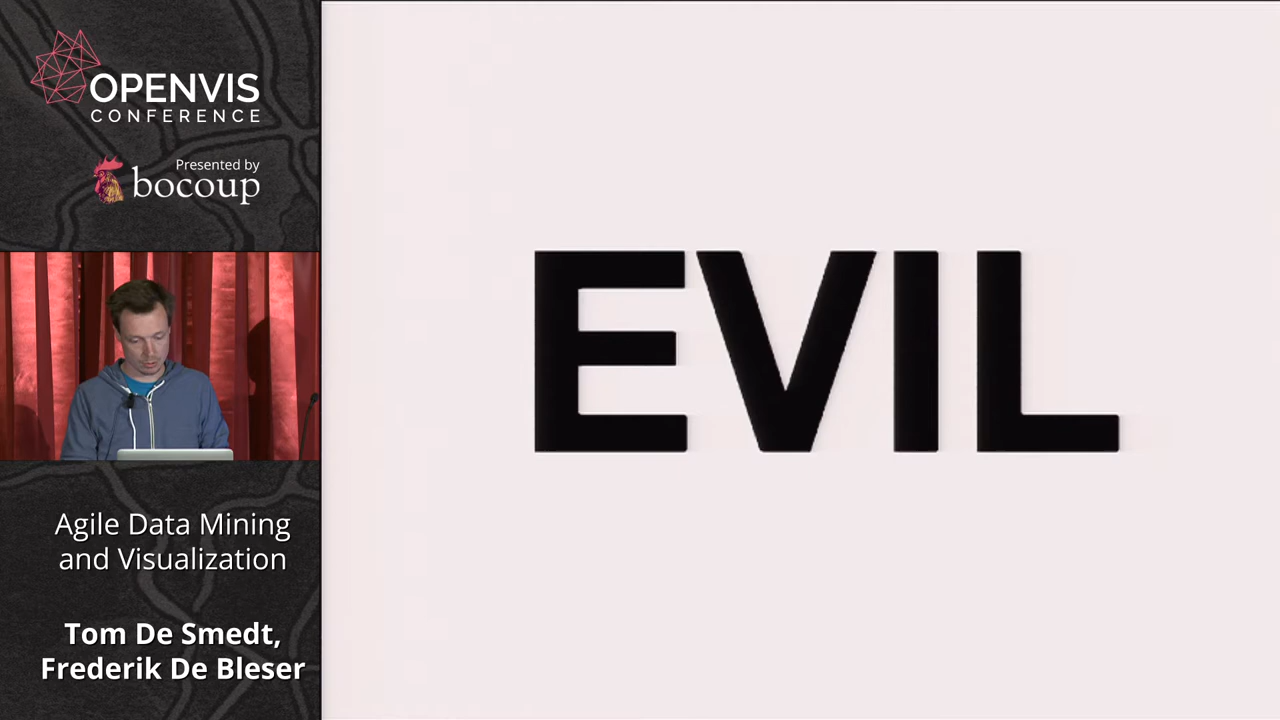 OPENVIS
CONFERENCE
Presented by
bocoup
Agile Data Mining
and Visualization
Tom De Smedt,
Frederik De Bleser
EVIL